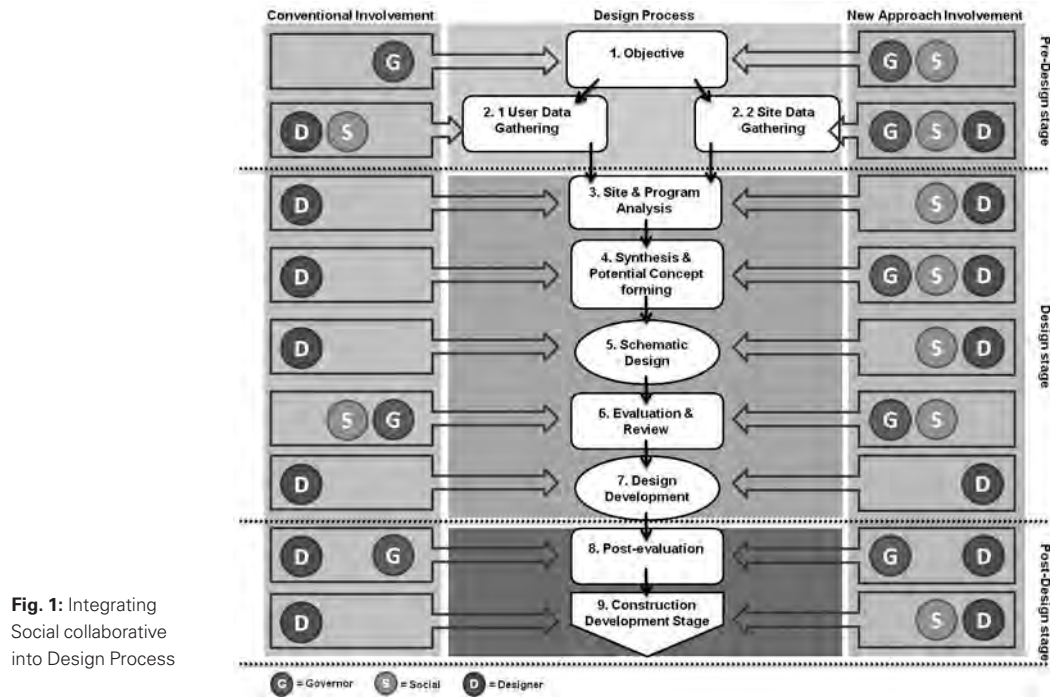 Conventional Involvement
Design Process
New Approach Involvement
G
1. Objective
G S
D S
2. 1 User Data
Gathering
2. 2 Site Data
Gathering
G S D
Pre-Design stage
D
3. Site & Program
Analysis
S D
D
4. Synthesis &
Potential Concept
forming
G S D
D
5. Schematic
Design
S D
S G
6. Evaluation &
Review
G S
D
7. Design
Development
D
Design stage
D G
8. Post-evaluation
G D
D
9. Construction
Development Stage
S D
Post-Design stage
G = Governor S = Social D = Designer
Fig. 1: Integrating
Social collaborative
into Design Process